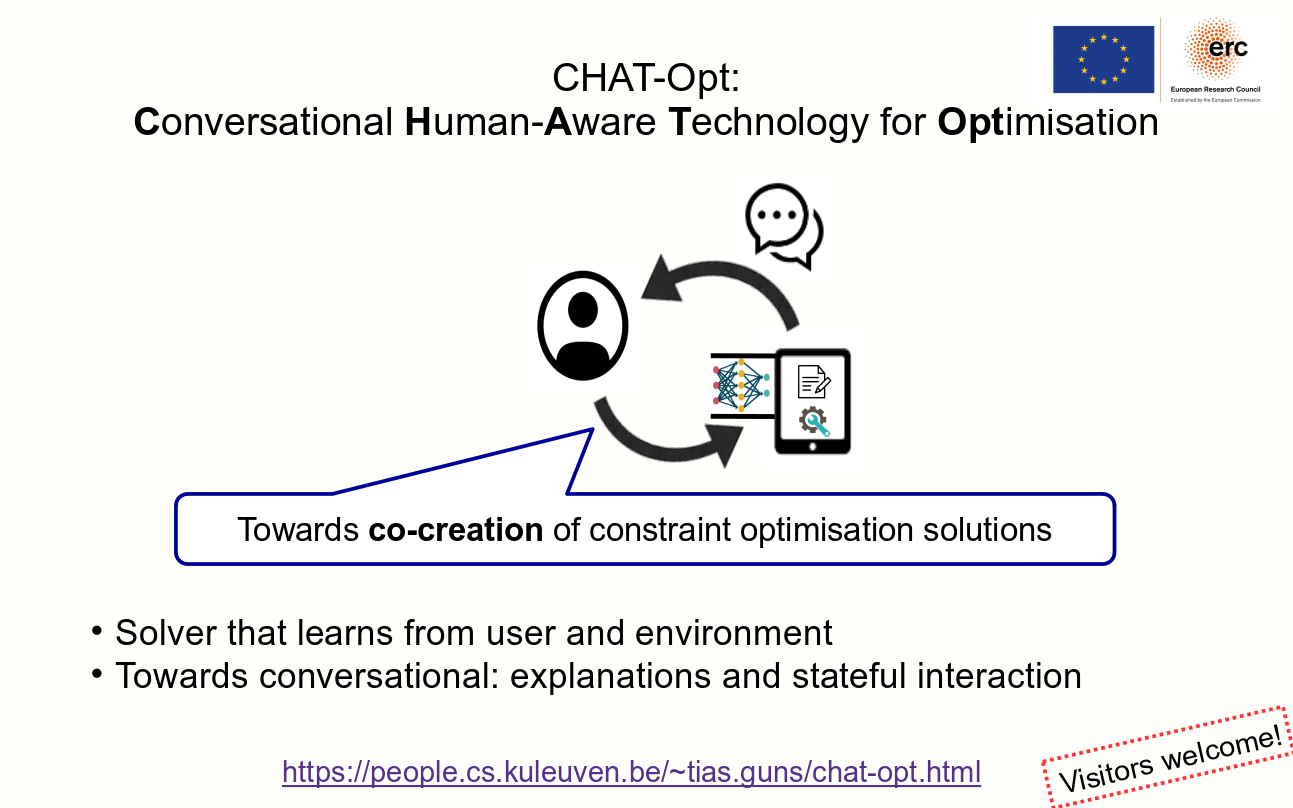 erc
European Research Council
Established by the European Commission
CHAT-Opt:
Conversational Human-Aware Technology for Optimisation
Towards co-creation of constraint optimisation solutions
• Solver that learns from user and environment
• Towards conversational: explanations and stateful interaction
https://people.cs.kuleuven.be/~tias.guns/chat-opt.html
Visitors welcome!